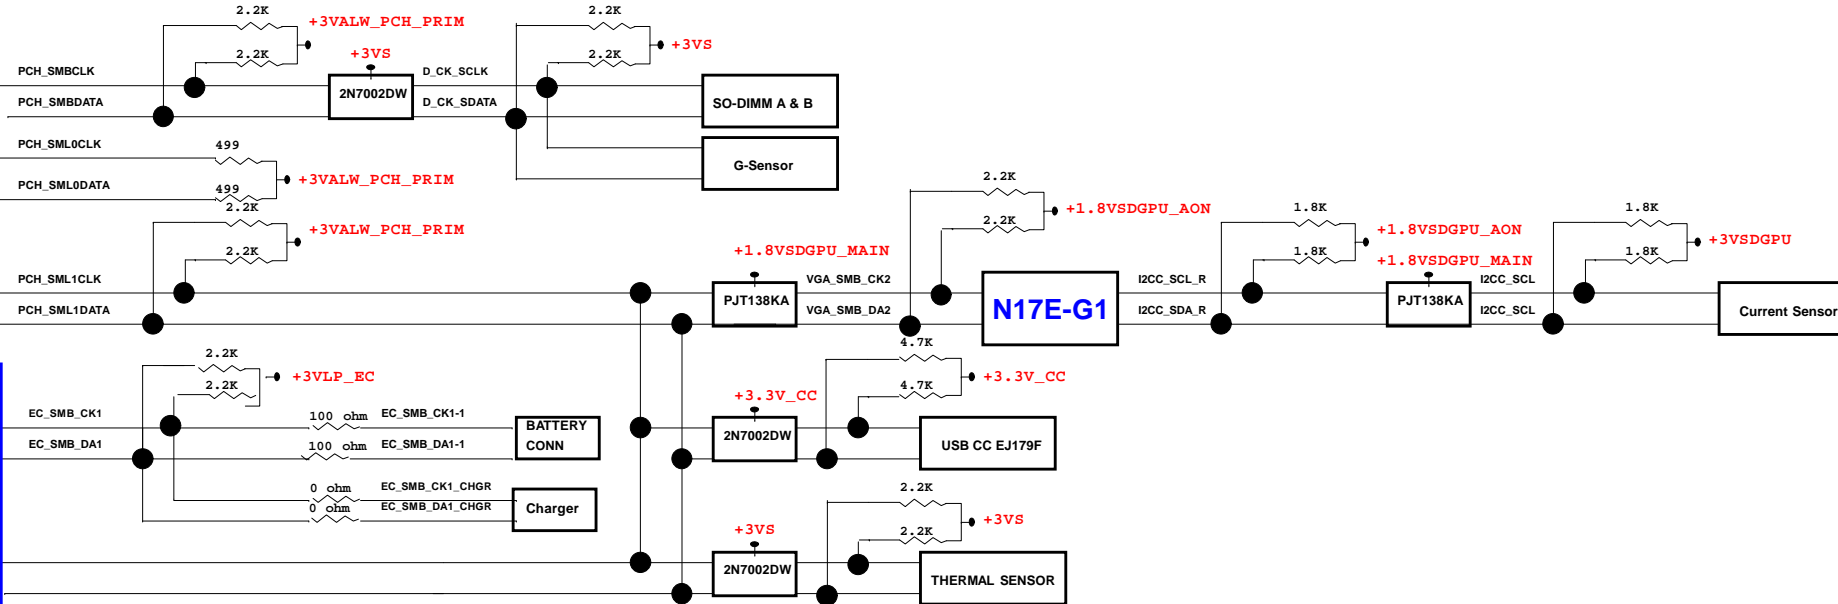 2.2K
+3VALW_PCH_PRIM
2.2K
+3VS
PCH_SMBCLK
PCH_SMBDATA
2N7002DW
D_CK_SCLK
D_CK_SDATA
2.2K
2.2K
+3VS
SO-DIMM A & B
G-Sensor
PCH_SML0CLK
499
+3VALW_PCH_PRIM
PCH_SML0DATA
499
2.2K
+3VALW_PCH_PRIM
2.2K
PCH_SML1CLK
PCH_SML1DATA
+1.8VSDGPU_MAIN
PJT138KA
VGA_SMB_CK2
VGA_SMB_DA2
2.2K
2.2K
+1.8VSDGPU_AON
N17E-G1
I2CC_SCL_R
I2CC_SDA_R
1.8K
1.8K
+1.8VSDGPU_AON
+1.8VSDGPU_MAIN
PJT138KA
I2CC_SCL
I2CC_SCL
1.8K
1.8K
+3VSDGPU
Current Sensor
2.2K
2.2K
+3VLP_EC
EC_SMB_CK1
EC_SMB_DA1
100 ohm
EC_SMB_CK1-1
100 ohm
EC_SMB_DA1-1
BATTERY
CONN
0 ohm
EC_SMB_CK1_CHGR
0 ohm
EC_SMB_DA1_CHGR
Charger
+3.3V_CC
2N7002DW
4.7K
4.7K
+3.3V_CC
USB CC EJ179F
+3VS
2N7002DW
2.2K
2.2K
+3VS
THERMAL SENSOR